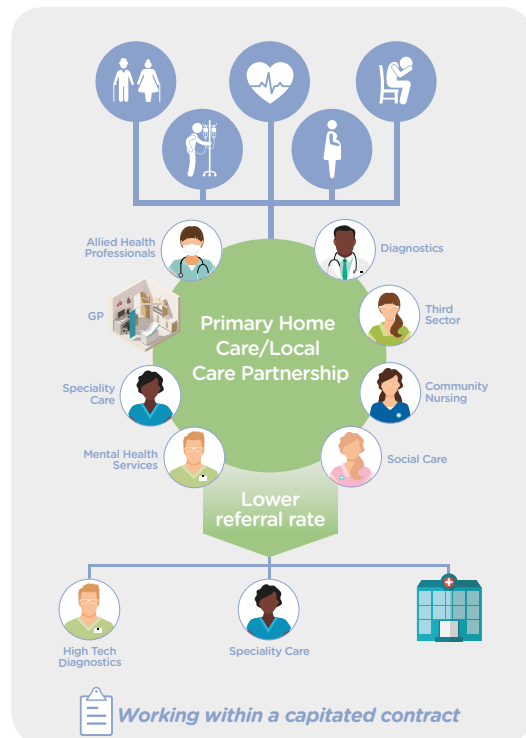 Allied Health
Professionals
Diagnostics
GP
Third
Sector
Primary Home
Care/Local
Care Partnership
Speciality
Care
Community
Nursing
Mental Health
Services
Social Care
Lower
referral rate
High Tech
Diagnostics
Speciality Care
Working within a capitated contract